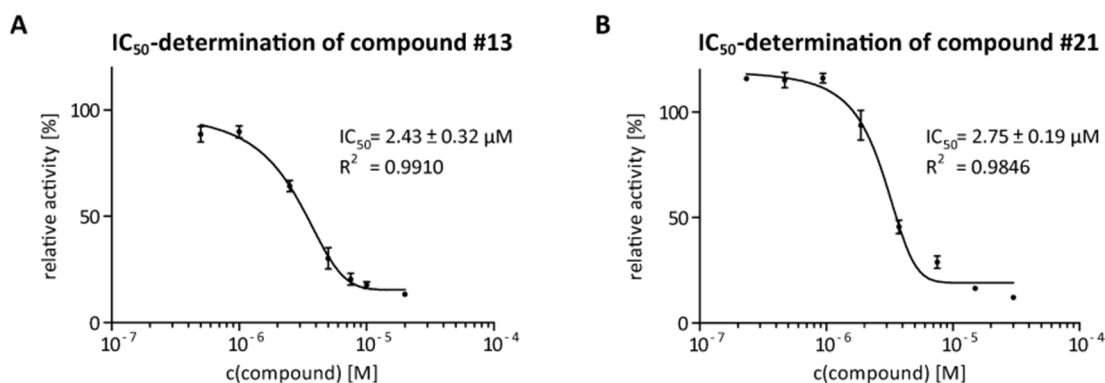 A
IC₅₀-determination of compound #13
relative activity [%]
100
50
0
IC₅₀= 2.43 ± 0.32 µM
R² = 0.9910
10⁻⁷
10⁻⁶
10⁻⁵
10⁻⁴
c(compound) [M]
B
IC₅₀-determination of compound #21
relative activity [%]
100
50
0
IC₅₀= 2.75 ± 0.19 µM
R² = 0.9846
10⁻⁷
10⁻⁶
10⁻⁵
10⁻⁴
c(compound) [M]